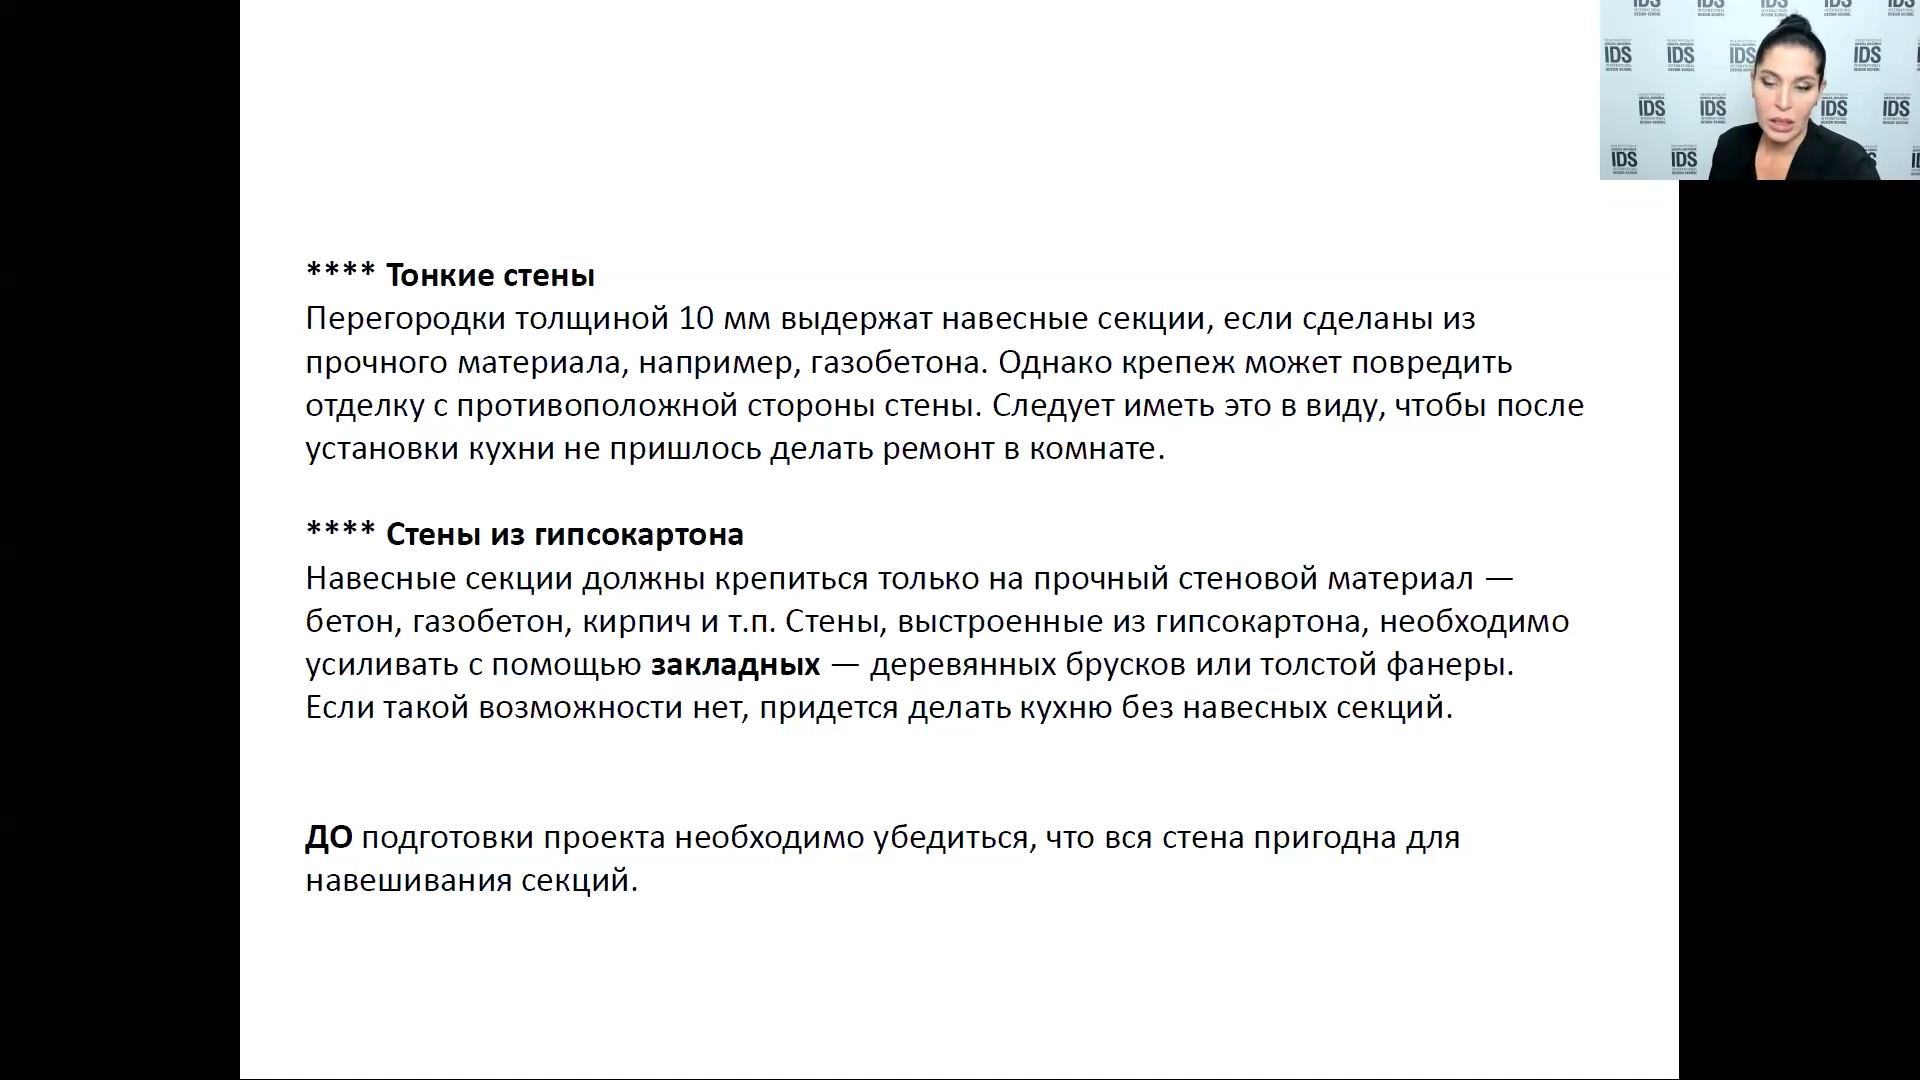 **** Тонкие стены
Перегородки толщиной 10 мм выдержат навесные секции, если сделаны из
прочного материала, например, газобетона. Однако крепеж может повредить
отделку с противоположной стороны стены. Следует иметь это в виду, чтобы после
установки кухни не пришлось делать ремонт в комнате.
**** Стены из гипсокартона
Навесные секции должны крепиться только на прочный стеновой материал —
бетон, газобетон, кирпич и т.п. Стены, выстроенные из гипсокартона, необходимо
усиливать с помощью закладных — деревянных брусков или толстой фанеры.
Если такой возможности нет, придется делать кухню без навесных секций.
ДО подготовки проекта необходимо убедиться, что вся стена пригодна для
навешивания секций.
IDS IDS IDS IDS IDS
IDS IDS IDS IDS
IDS IDS IDS IDS
IDS IDS